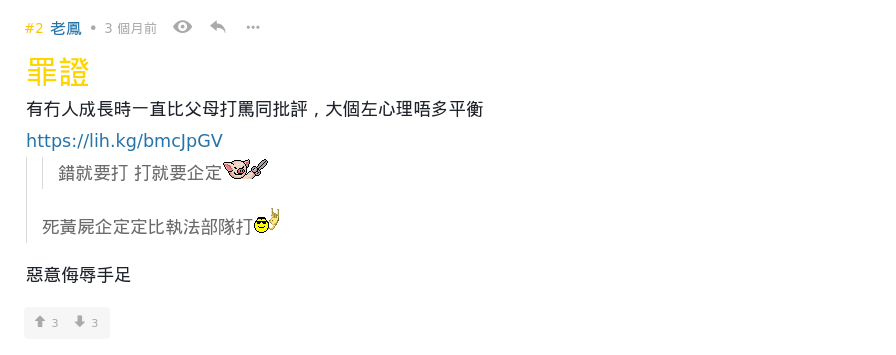 #2 老鳳 • 3 個月前
罪證
有冇人成長時一直比父母打罵同批評，大個左心理唔多平衡
https://lih.kg/bmcJpGV
錯就要打 打就要企定
死黃屍企定定比執法部隊打
惡意侮辱手足
3 3